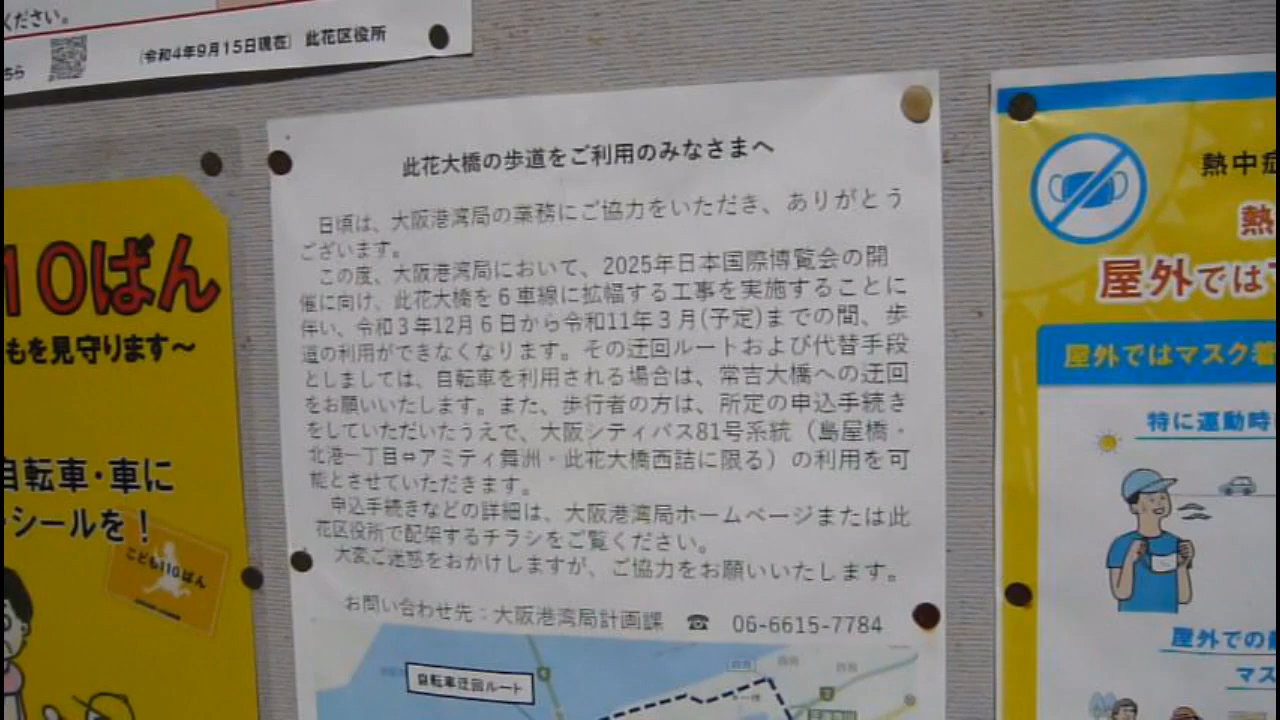 ください。
ちら
(令和4年9月15日現在) 此花区役所
10ばん
もを見守ります～
自転車・車に
シールを！
こども110ばん
此花大橋の歩道をご利用のみなさまへ
日頃は、大阪港湾局の業務にご協力をいただき、ありがとう
ございます。
この度、大阪港湾局において、2025年日本国際博覧会の開
催に向け、此花大橋を６車線に拡幅する工事を実施することに
伴い、令和３年12月６日から令和11年３月(予定)までの間、歩
道の利用ができなくなります。その迂回ルートおよび代替手段
としましては、自転車を利用される場合は、常吉大橋への迂回
をお願いいたします。また、歩行者の方は、所定の申込手続き
をしていただいたうえで、大阪シティバス81号系統（島屋橋・
北港一丁目⇔アミティ舞洲・此花大橋西詰に限る）の利用を可
能とさせていただきます。
申込手続きなどの詳細は、大阪港湾局ホームページまたは此
花区役所で配架するチラシをご覧ください。
大変ご迷惑をおかけしますが、ご協力をお願いいたします。
お問い合わせ先：大阪港湾局計画課 ☎ 06-6615-7784
自転車迂回ルート
熱中症
熱
屋外では
屋外ではマスク着
特に運動時
屋外での
マス